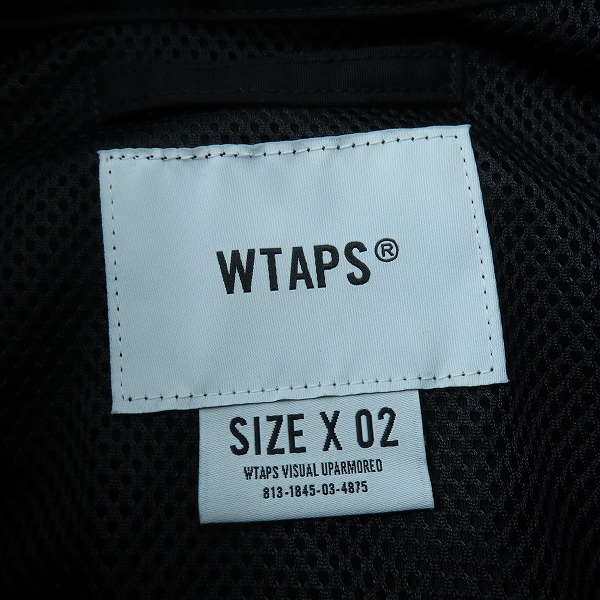 WTAPS®
SIZE X 02
WTAPS VISUAL UPARMORED
813-1845-03-4875